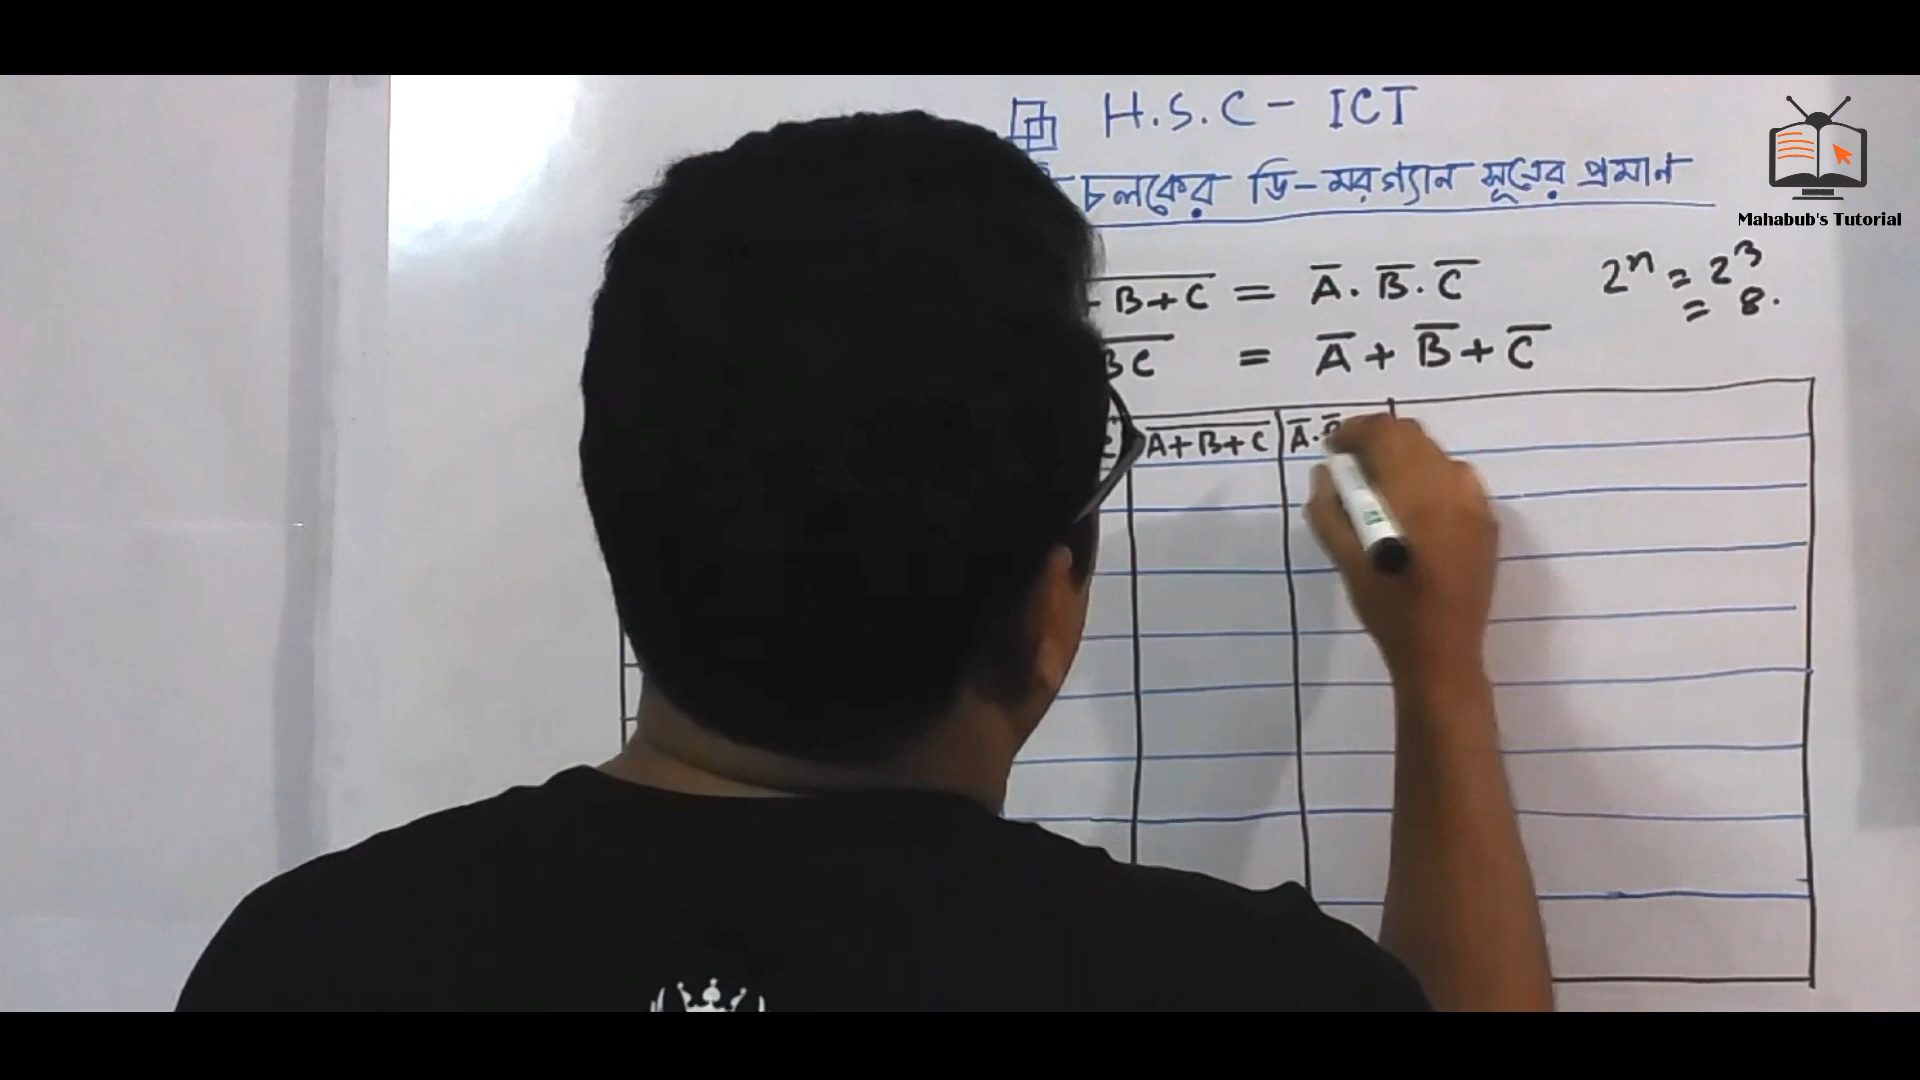 H.S.C - ICT
চলকের ডি-মরগ্যান সূত্রের প্রমান
Mahabub's Tutorial
B+C = A̅ . B̅ . C̅
2ⁿ = 2³
= 8.
BC = A̅ + B̅ + C̅
C A̅+̅B̅+̅C̅ A̅.B̅